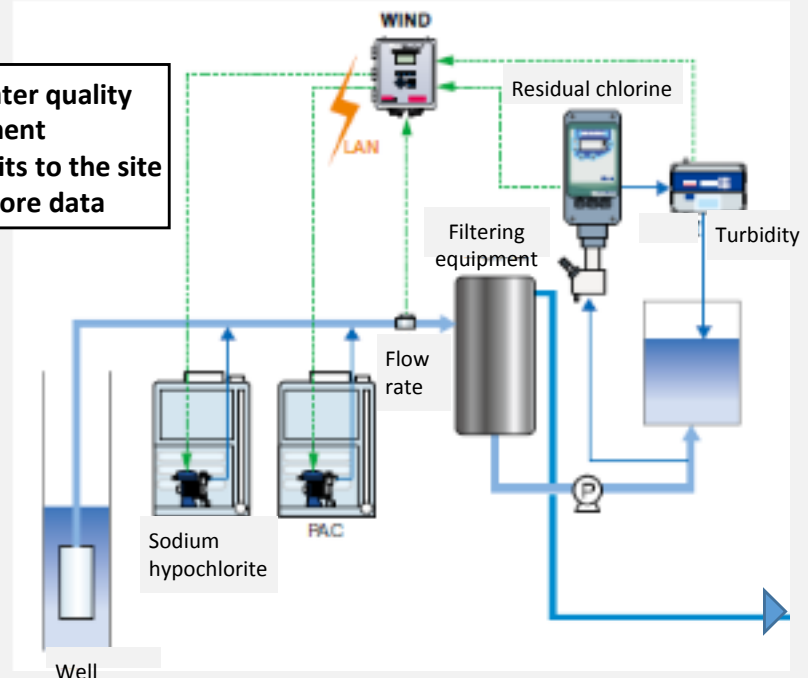 WIND
ter quality
ment
its to the site
ore data
LAN
Residual chlorine
Turbidity
Filtering
equipment
Flow
rate
Sodium
hypochlorite
PAC
P
Well